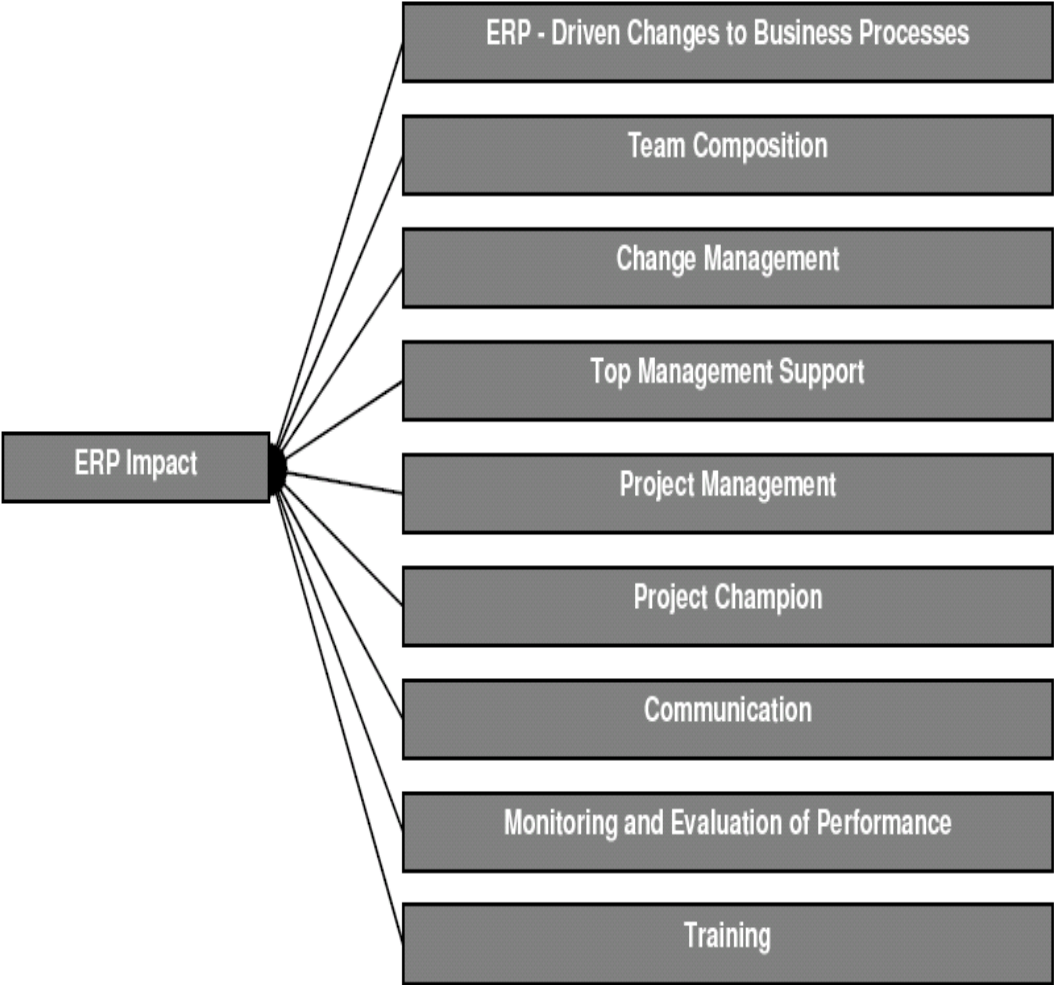 ERP - Driven Changes to Business Processes
Team Composition
Change Management
Top Management Support
ERP Impact
Project Management
Project Champion
Communication
Monitoring and Evaluation of Performance
Training